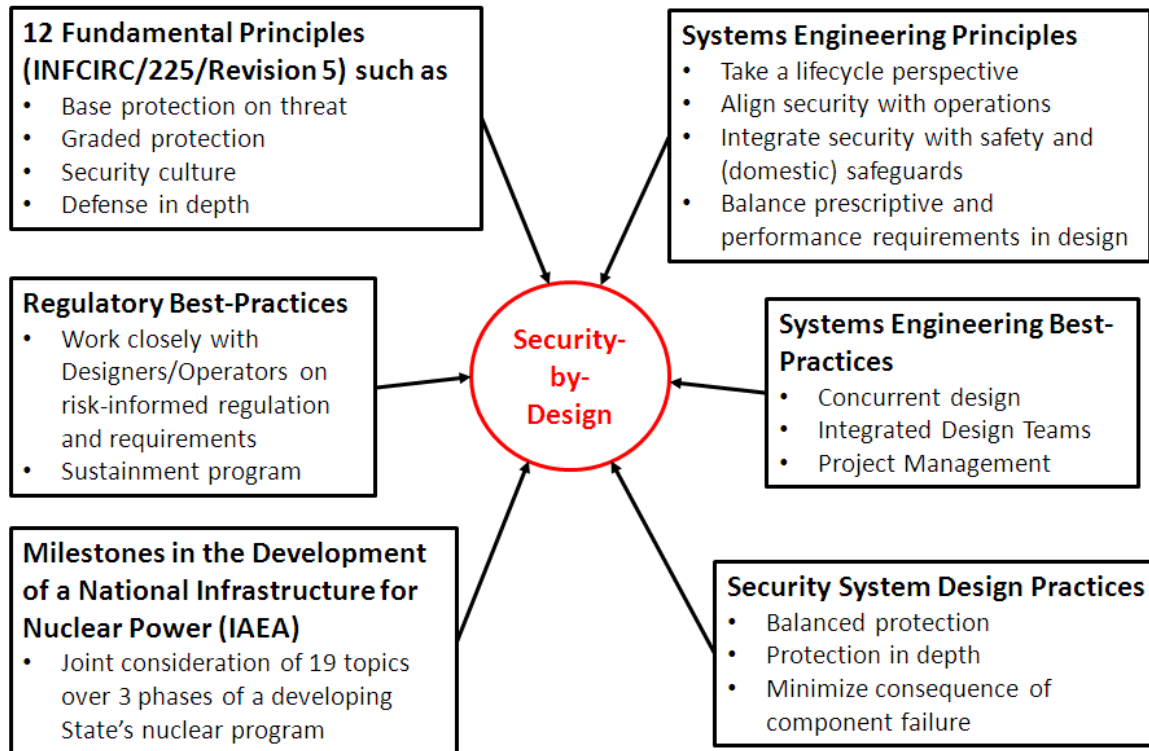 12 Fundamental Principles
(INFCIRC/225/Revision 5) such as
• Base protection on threat
• Graded protection
• Security culture
• Defense in depth
Systems Engineering Principles
• Take a lifecycle perspective
• Align security with operations
• Integrate security with safety and
(domestic) safeguards
• Balance prescriptive and
performance requirements in design
Regulatory Best-Practices
• Work closely with
Designers/Operators on
risk-informed regulation
and requirements
• Sustainment program
Security-
by-
Design
Systems Engineering Best-
Practices
• Concurrent design
• Integrated Design Teams
• Project Management
Milestones in the Development
of a National Infrastructure for
Nuclear Power (IAEA)
• Joint consideration of 19 topics
over 3 phases of a developing
State’s nuclear program
Security System Design Practices
• Balanced protection
• Protection in depth
• Minimize consequence of
component failure